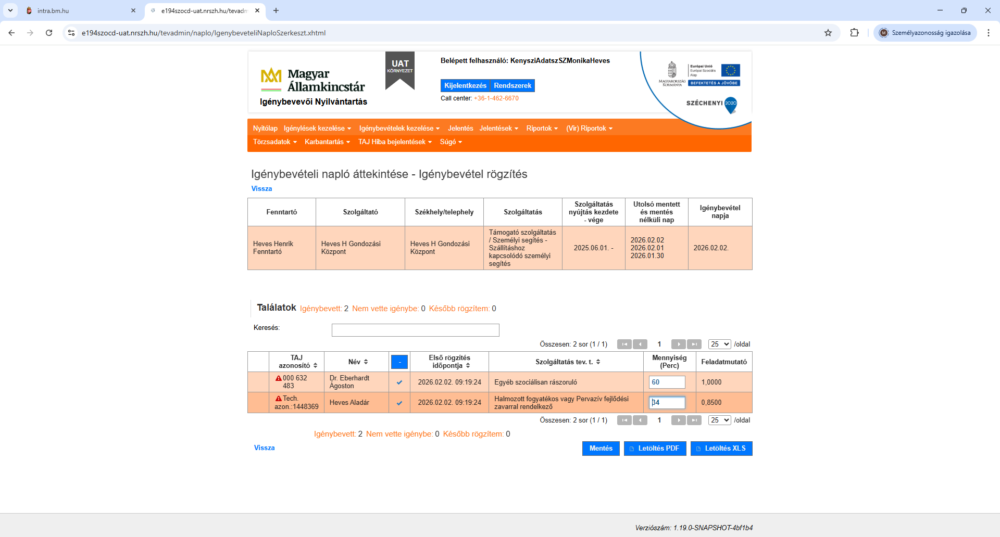 intra.bm.hu
e194szocd-uat.nrszh.hu/tevadm
e194szocd-uat.nrszh.hu/tevadmin/naplo/IgenybeveteliNaploSzerkeszt.xhtml
M
Személyazonosság igazolása
Magyar
Államkincstár
Igénybevevői Nyilvántartás
UAT
KÖRNYEZET
Belépett felhasználó: KenysziAdatszSZMonikaHeves
Kijelentkezés Rendszerek
Call center: +36-1-462-6670
Magyarország
Kormánya
Európai Unió
Európai Szociális
Alap
BEFEKTETÉS A JÖVŐBE
SZÉCHENYI 2020
Nyitólap Igénylések kezelése Igénybevételek kezelése Jelentés Jelentések Riportok (Vir) Riportok
Törzsadatok Karbantartás TAJ Hiba bejelentések Súgó
Igénybevételi napló áttekintése - Igénybevétel rögzítés
Vissza
Fenntartó
Szolgáltató
Székhely/telephely
Szolgáltatás
Szolgáltatás
nyújtás kezdete
- vége
Utolsó mentett
és mentés
nélküli nap
Igénybevétel
napja
Heves Henrik
Fenntartó
Heves H Gondozási
Központ
Heves H Gondozási
Központ
Támogató szolgáltatás
/ Személyi segítés -
Szállításhoz
kapcsolódó személyi
segítés
2025.06.01. -
2026.02.02
2026.02.01
2026.01.30
2026.02.02.
Találatok Igénybevett: 2 Nem vette igénybe: 0 Később rögzítem: 0
Keresés:
Összesen: 2 sor (1 / 1) 1 25 /oldal
TAJ
azonosító
Név
-
Első rögzítés
időpontja
Szolgáltatás tev. t.
Mennyiség
(Perc)
Feladatmutató
000 632
483
Dr. Eberhardt
Ágoston
2026.02.02. 09:19:24
Egyéb szociálisan rászoruló
60
1,0000
Tech.
azon.:1448369
Heves Aladár
2026.02.02. 09:19:24
Halmozott fogyatékos vagy Pervazív fejlődési
zavarral rendelkező
34
0,8500
Összesen: 2 sor (1 / 1) 1 25 /oldal
Igénybevett: 2 Nem vette igénybe: 0 Később rögzítem: 0
Vissza
Mentés Letöltés PDF Letöltés XLS
Verziószám: 1.19.0-SNAPSHOT-4bf1b4